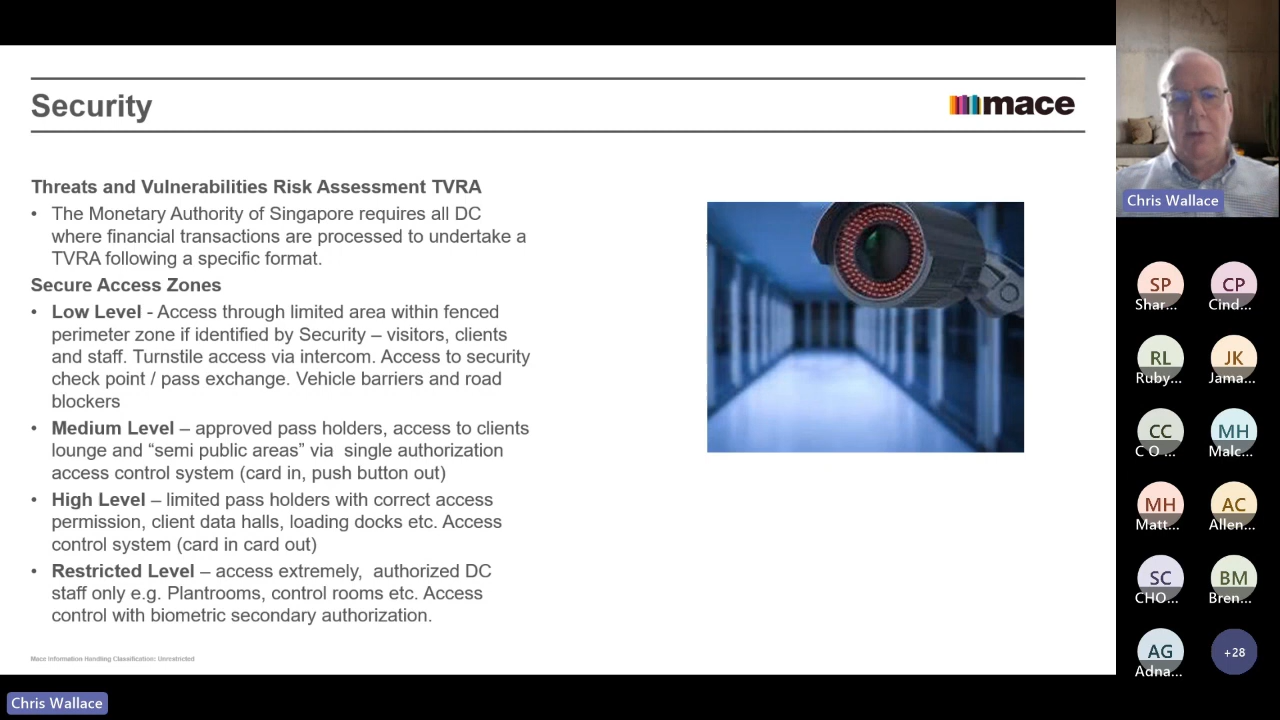 Security
mace
Threats and Vulnerabilities Risk Assessment TVRA
• The Monetary Authority of Singapore requires all DC
where financial transactions are processed to undertake a
TVRA following a specific format.
Secure Access Zones
• Low Level - Access through limited area within fenced
perimeter zone if identified by Security – visitors, clients
and staff. Turnstile access via intercom. Access to security
check point / pass exchange. Vehicle barriers and road
blockers
• Medium Level – approved pass holders, access to clients
lounge and “semi public areas” via  single authorization
access control system (card in, push button out)
• High Level – limited pass holders with correct access
permission, client data halls, loading docks etc. Access
control system (card in card out)
• Restricted Level – access extremely,  authorized DC
staff only e.g. Plantrooms, control rooms etc. Access
control with biometric secondary authorization.
Mace Information Handling Classification: Unrestricted
Chris Wallace
Chris Wallace
SP CP
Shar... Cind...
RL JK
Ruby... Jama...
CC MH
C O ... Malc...
MH AC
Matt... Allen...
SC BM
CHO... Bren...
AG +28
Adna...